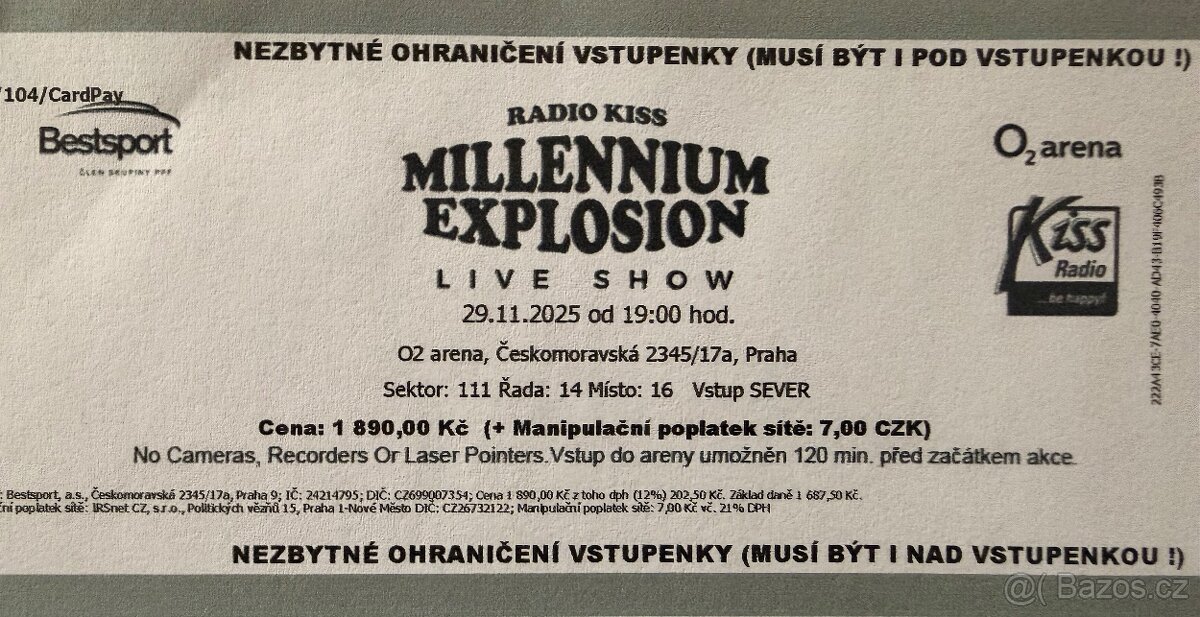 NEZBYTNÉ OHRANIČENÍ VSTUPENKY (MUSÍ BÝT I POD VSTUPENKOU !)
/104/CardPay
Bestsport
ČLEN SKUPINY PPF
RADIO KISS
MILLENNIUM
EXPLOSION
LIVE SHOW
29.11.2025 od 19:00 hod.
O2 arena, Českomoravská 2345/17a, Praha
Sektor: 111 Řada: 14 Místo: 16 Vstup SEVER
Cena: 1 890,00 Kč (+ Manipulační poplatek sítě: 7,00 CZK)
No Cameras, Recorders Or Laser Pointers.Vstup do areny umožněn 120 min. před začátkem akce.
: Bestsport, a.s., Českomoravská 2345/17a, Praha 9; IČ: 24214795; DIČ: CZ699007354; Cena 1 890,00 Kč z toho dph (12%) 202,50 Kč. Základ daně 1 687,50 Kč.
ní poplatek sítě: IRSnet CZ, s.r.o., Politických vězňů 15, Praha 1-Nové Město DIČ: CZ26732122; Manipulační poplatek sítě: 7,00 Kč vč. 21% DPH
O2 arena
Kiss
Radio
...be happy!
NEZBYTNÉ OHRANIČENÍ VSTUPENKY (MUSÍ BÝT I NAD VSTUPENKOU !)
@( Bazos.cz